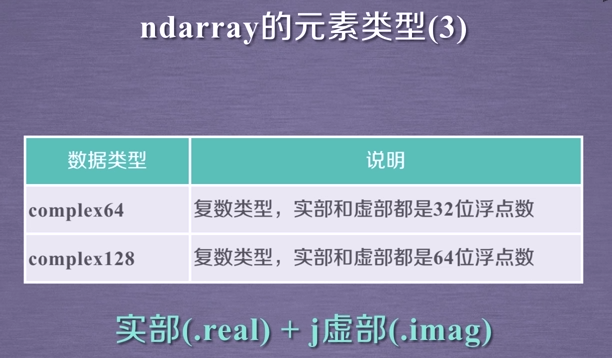 ndarray的元素类型(3)
数据类型 说明
complex64 复数类型，实部和虚部都是32位浮点数
complex128 复数类型，实部和虚部都是64位浮点数
实部(.real) + j虚部(.imag)